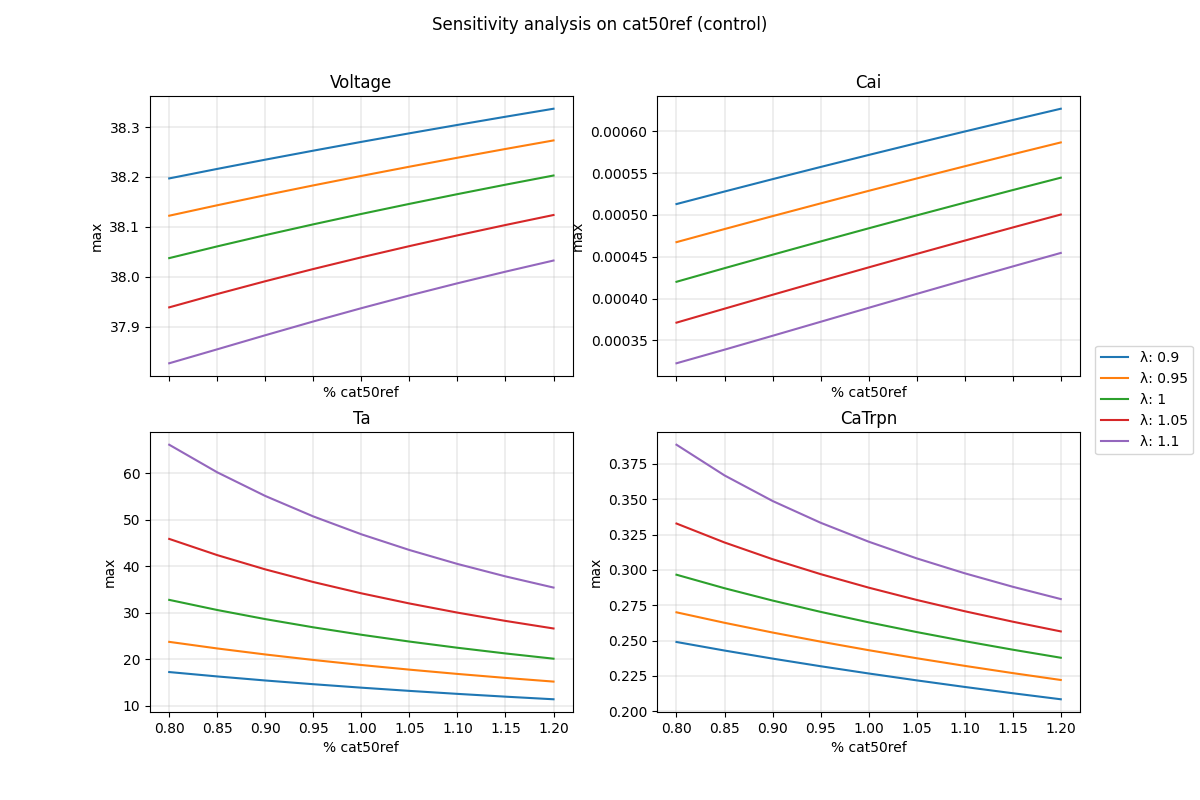 Sensitivity analysis on cat50ref (control)
Voltage
38.3
38.2
38.1
38.0
37.9
max
% cat50ref
Cai
0.00060
0.00055
0.00050
0.00045
0.00040
0.00035
max
% cat50ref
Ta
60
50
40
30
20
10
max
0.80 0.85 0.90 0.95 1.00 1.05 1.10 1.15 1.20
% cat50ref
CaTrpn
0.375
0.350
0.325
0.300
0.275
0.250
0.225
0.200
max
0.80 0.85 0.90 0.95 1.00 1.05 1.10 1.15 1.20
% cat50ref
λ: 0.9
λ: 0.95
λ: 1
λ: 1.05
λ: 1.1